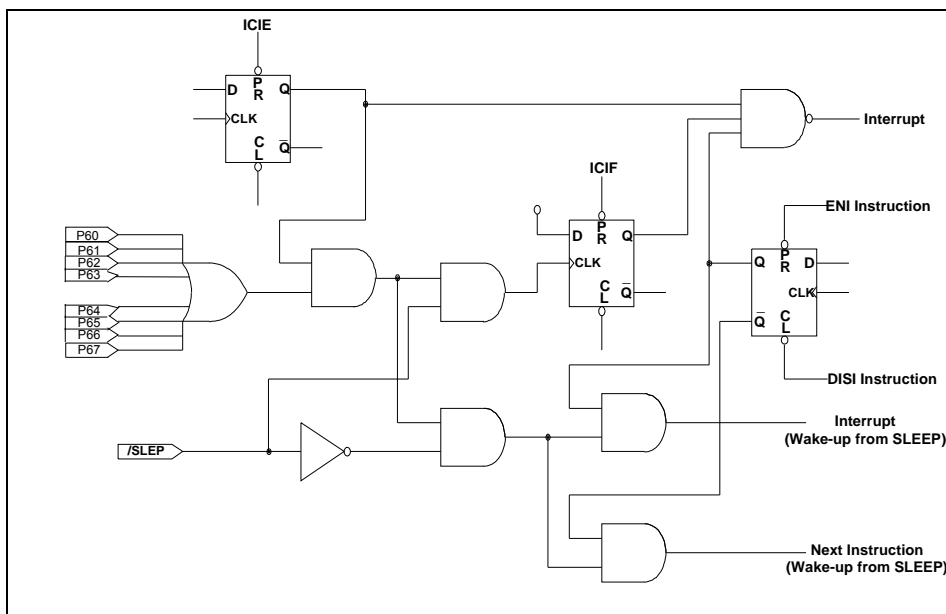 ICIE
P
R
D
Q
CLK
C
L
Q
Interrupt
ICIF
P
R
D
Q
CLK
C
L
Q
ENI Instruction
P
R
Q
D
CLK
C
L
Q
DISI Instruction
P60
P61
P62
P63
P64
P65
P66
P67
/SLEP
Interrupt
(Wake-up from SLEEP)
Next Instruction
(Wake-up from SLEEP)